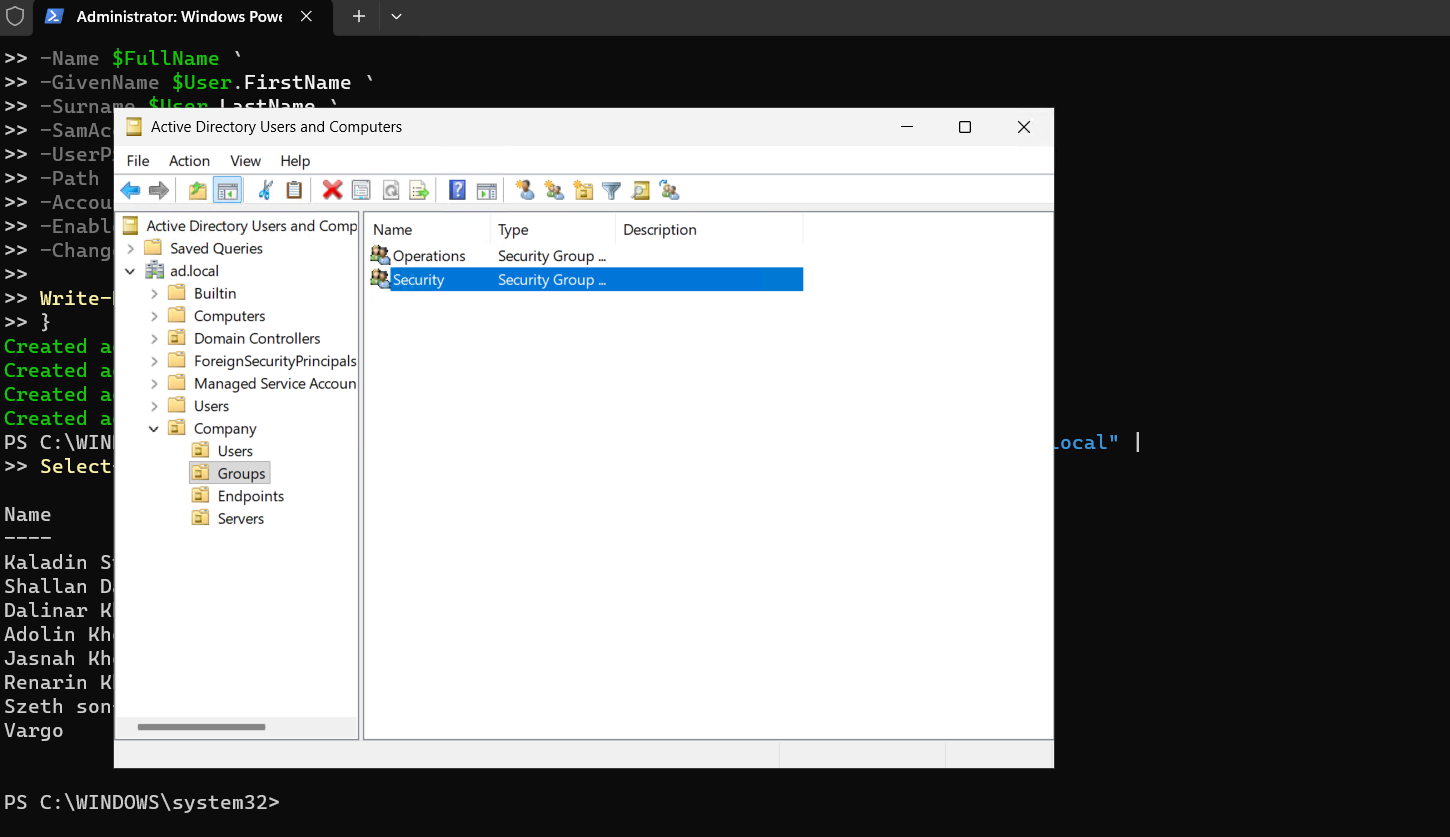 Administrator: Windows Powe
>> -Name $FullName `
>> -GivenName $User.FirstName `
>> -Surname $User.LastName `
>> -SamAcc
>> -UserP
>> -Path
>> -Accou
>> -Enabl
>> -Change
>>
>> Write-
>> }
Created a
Created a
Created a
Created a
PS C:\WIN local" |
>> Select
Name
----
Kaladin S
Shallan D
Dalinar K
Adolin Kh
Jasnah Kh
Renarin K
Szeth son
Vargo
PS C:\WINDOWS\system32>
Active Directory Users and Computers
File Action View Help
Active Directory Users and Comp
Saved Queries
ad.local
Builtin
Computers
Domain Controllers
ForeignSecurityPrincipals
Managed Service Accoun
Users
Company
Users
Groups
Endpoints
Servers
Name Type Description
Operations Security Group ...
Security Security Group ...